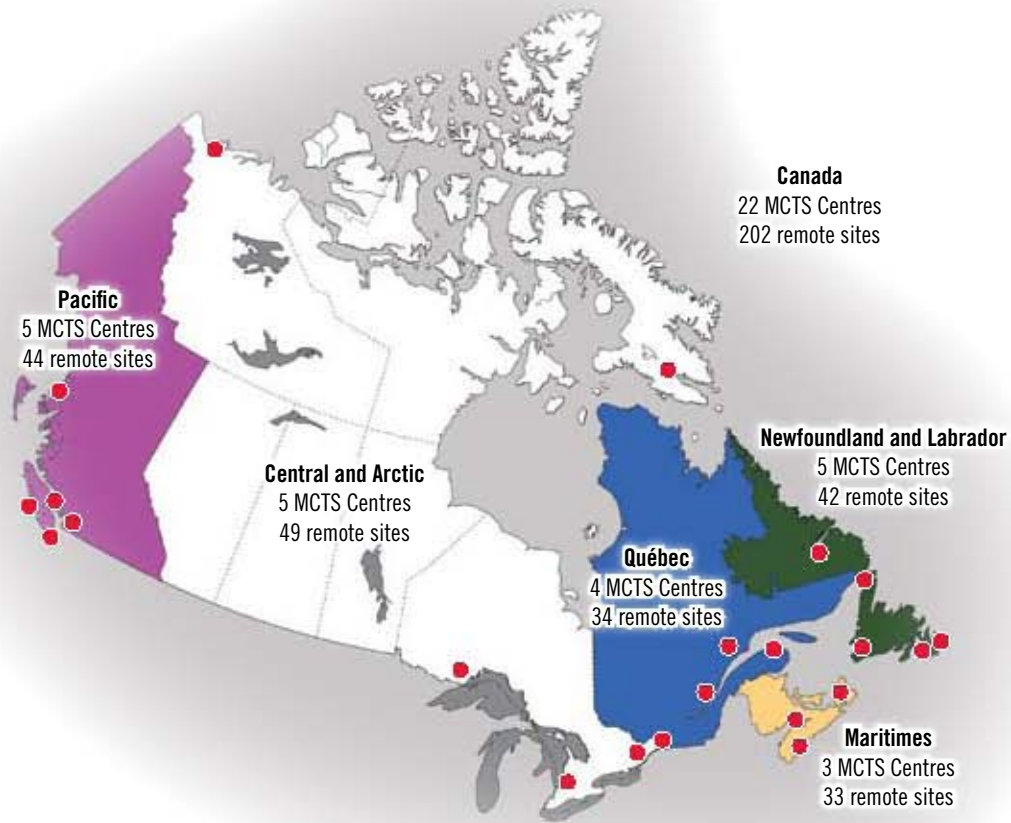 Canada
22 MCTS Centres
202 remote sites
Pacific
5 MCTS Centres
44 remote sites
Central and Arctic
5 MCTS Centres
49 remote sites
Newfoundland and Labrador
5 MCTS Centres
42 remote sites
Québec
4 MCTS Centres
34 remote sites
Maritimes
3 MCTS Centres
33 remote sites